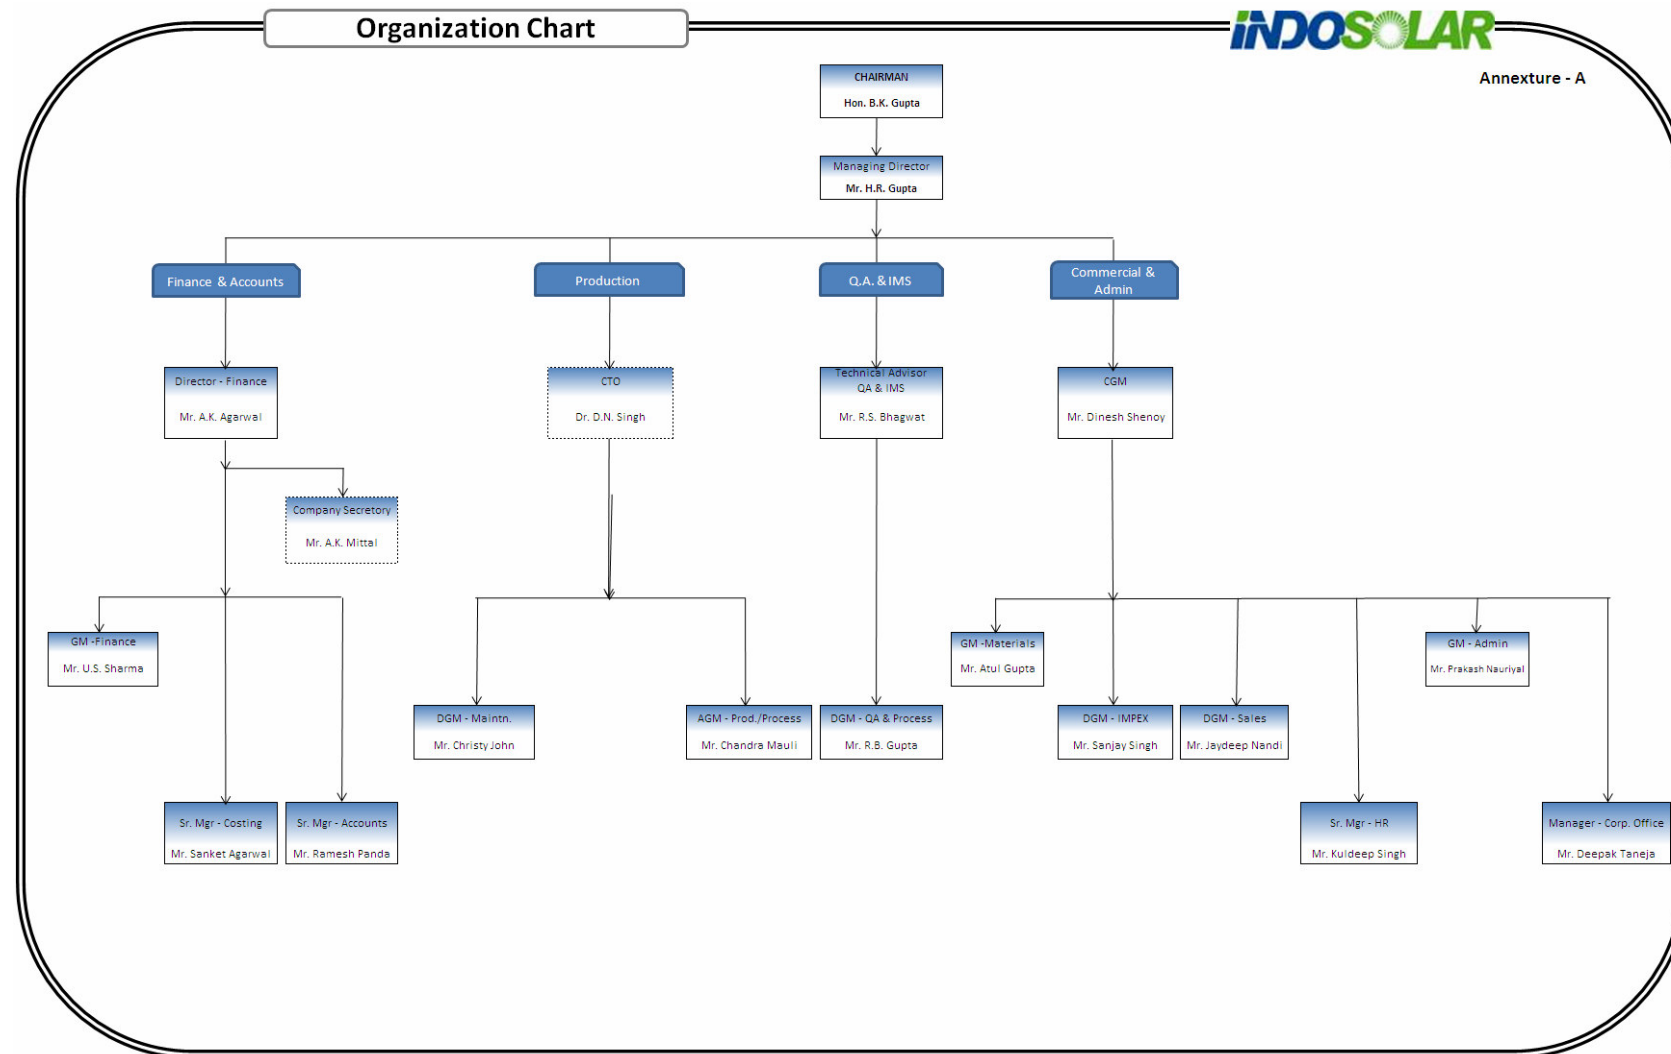 Organization Chart
iNDOSOLAR
Annexture - A
CHAIRMAN
Hon. B.K. Gupta
Managing Director
Mr. H.R. Gupta
Finance & Accounts
Production
Q.A. & IMS
Commercial &
Admin
Director - Finance
Mr. A.K. Agarwal
CTO
Dr. D.N. Singh
Technical Advisor
QA & IMS
Mr. R.S. Bhagwat
CGM
Mr. Dinesh Shenoy
Company Secretory
Mr. A.K. Mittal
GM -Finance
Mr. U.S. Sharma
GM -Materials
Mr. Atul Gupta
GM - Admin
Mr. Prakash Nauriyal
DGM - Maintn.
Mr. Christy John
AGM - Prod./Process
Mr. Chandra Mauli
DGM - QA & Process
Mr. R.B. Gupta
DGM - IMPEX
Mr. Sanjay Singh
DGM - Sales
Mr. Jaydeep Nandi
Sr. Mgr - Costing
Mr. Sanket Agarwal
Sr. Mgr - Accounts
Mr. Ramesh Panda
Sr. Mgr - HR
Mr. Kuldeep Singh
Manager - Corp. Office
Mr. Deepak Taneja